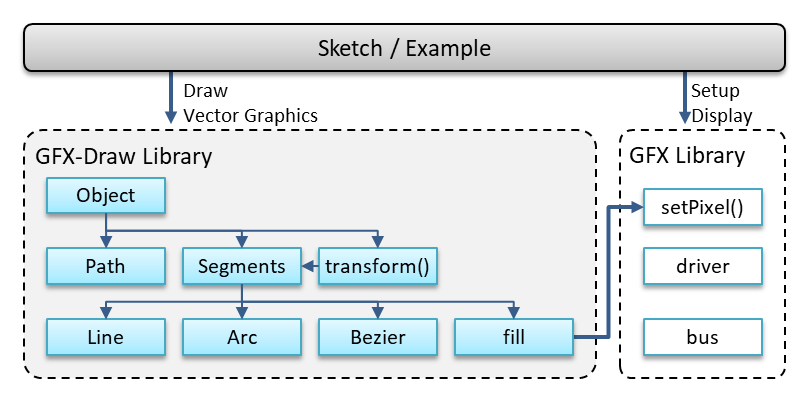 Sketch / Example
Draw
Vector Graphics
Setup
Display
GFX-Draw Library
GFX Library
Object
setPixel()
Path
Segments
transform()
driver
Line
Arc
Bezier
fill
bus